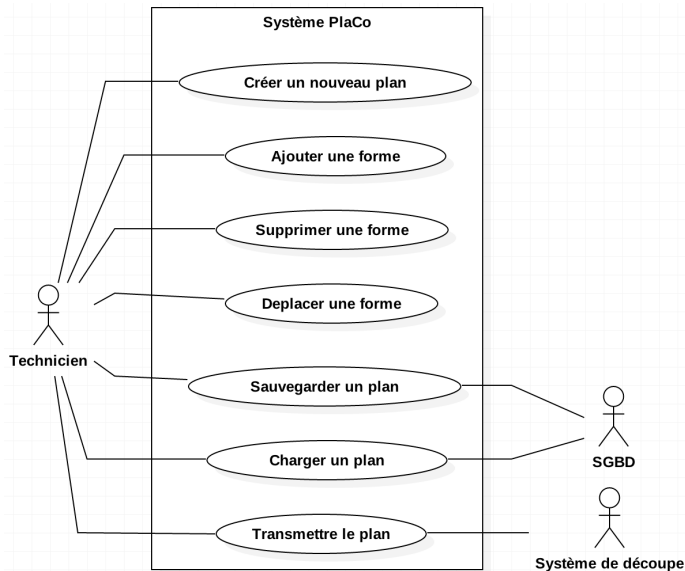 Système PlaCo
Créer un nouveau plan
Ajouter une forme
Supprimer une forme
Deplacer une forme
Technicien
Sauvegarder un plan
Charger un plan
SGBD
Transmettre le plan
Système de découpe